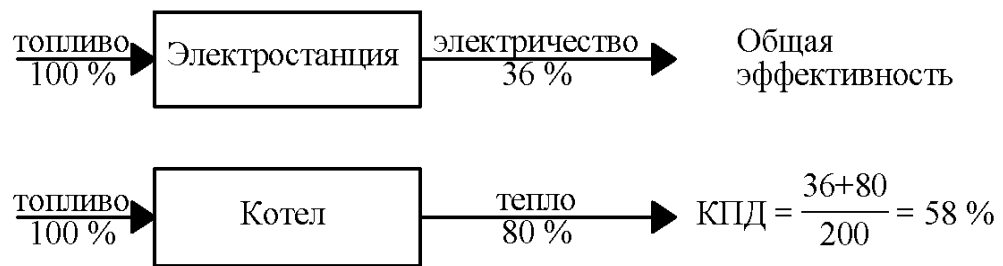 топливо
100 %
Электростанция
электричество
36 %
Общая
эффективность
топливо
100 %
Котел
тепло
80 %
КПД = 36+80 / 200 = 58 %